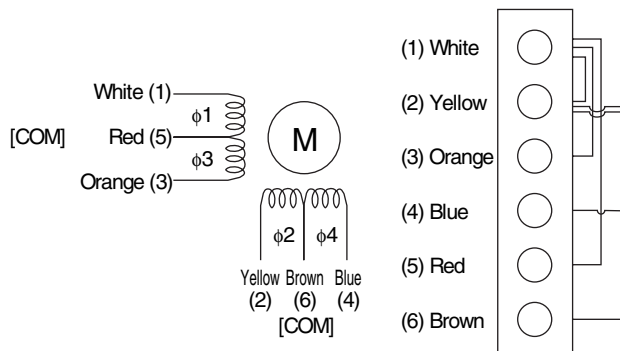 White (1)
φ1
[COM]
Red (5)
φ3
Orange (3)
M
φ2
φ4
Yellow
Brown
Blue
(2)
(6)
(4)
[COM]
(1) White
(2) Yellow
(3) Orange
(4) Blue
(5) Red
(6) Brown